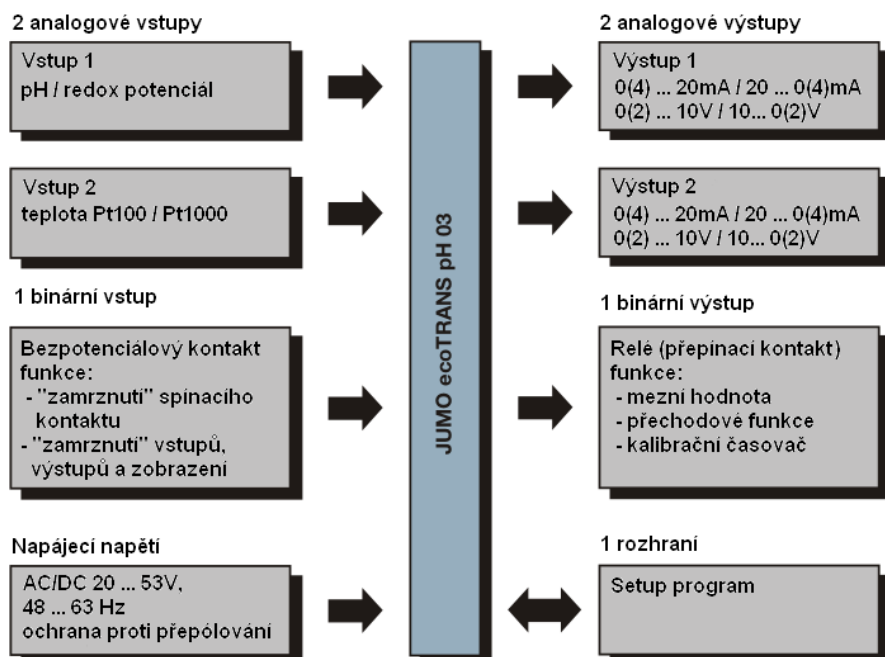 2 analogové vstupy
Vstup 1
pH / redox potenciál
Vstup 2
teplota Pt100 / Pt1000
1 binární vstup
Bezpotenciálový kontakt
funkce:
- "zamrznutí" spínacího
kontaktu
- "zamrznutí" vstupů,
výstupů a zobrazení
Napájecí napětí
AC/DC 20 ... 53V,
48 ... 63 Hz
ochrana proti přepólování
JUMO ecoTRANS pH 03
2 analogové výstupy
Výstup 1
0(4) ... 20mA / 20 ... 0(4)mA
0(2) ... 10V / 10... 0(2)V
Výstup 2
0(4) ... 20mA / 20 ... 0(4)mA
0(2) ... 10V / 10... 0(2)V
1 binární výstup
Relé (přepínací kontakt)
funkce:
- mezní hodnota
- přechodové funkce
- kalibrační časovač
1 rozhraní
Setup program